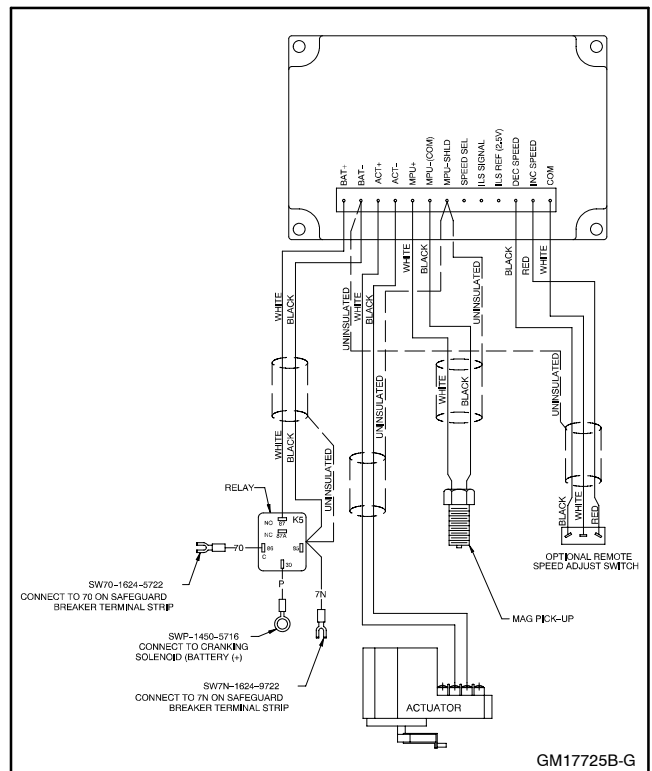 BAT+
BAT-
ACT+
ACT-
MPU+
MPU-(COM)
MPU-SHLD
SPEED SEL
ILS SIGNAL
ILS REF (2.5V)
DEC SPEED
INC SPEED
COM
WHITE
BLACK
BLACK
RED
WHITE
WHITE
BLACK
UNINSULATED
WHITE
BLACK
UNINSULATED
UNINSULATED
UNINSULATED
WHITE
BLACK
WHITE
BLACK
UNINSULATED
BLACK
WHITE
RED
RELAY
NO
87
K5
NC
87A
86
C
30
70
P
7N
OPTIONAL REMOTE
SPEED ADJUST SWITCH
SW70-1624-5722
CONNECT TO 70 ON SAFEGUARD
BREAKER TERMINAL STRIP
MAG PICK-UP
SWP-1450-5716
CONNECT TO CRANKING
SOLENOID (BATTERY (+)
SW7N-1624-9722
CONNECT TO 7N ON SAFEGUARD
BREAKER TERMINAL STRIP
ACTUATOR
GM17725B-G